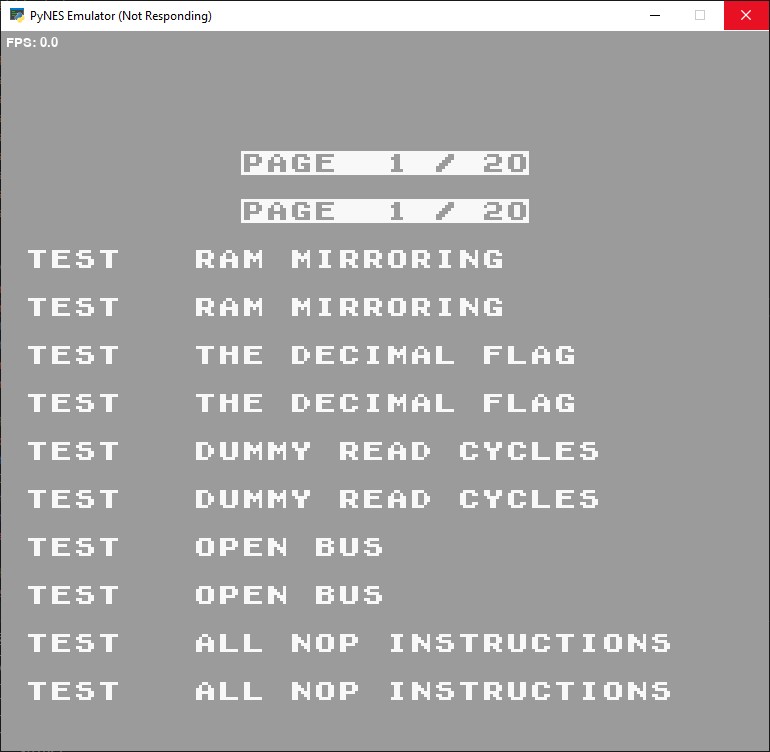 PyNES Emulator (Not Responding)
FPS: 0.0
PAGE 1 / 20
PAGE 1 / 20
TEST RAM MIRRORING
TEST RAM MIRRORING
TEST THE DECIMAL FLAG
TEST THE DECIMAL FLAG
TEST DUMMY READ CYCLES
TEST DUMMY READ CYCLES
TEST OPEN BUS
TEST OPEN BUS
TEST ALL NOP INSTRUCTIONS
TEST ALL NOP INSTRUCTIONS